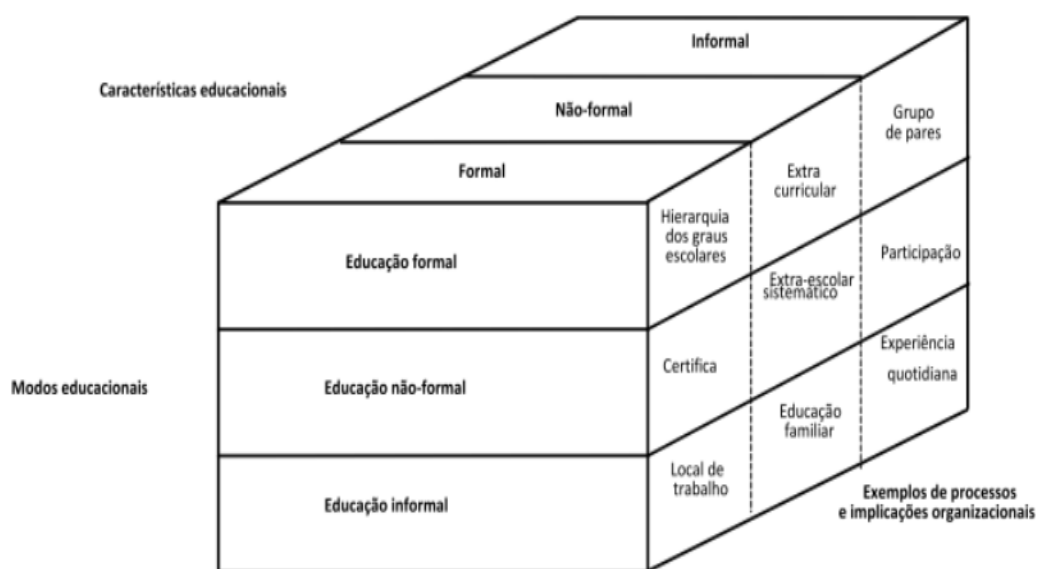 Informal
Características educacionais
Não-formal
Grupo
de pares
Formal
Extra
curricular
Hierarquia
dos graus
escolares
Educação formal
Participação
Extra-escolar
sistemático
Experiência
quotidiana
Certifica
Modos educacionais
Educação não-formal
Educação
familiar
Local de
trabalho
Educação informal
Exemplos de processos
e implicações organizacionais